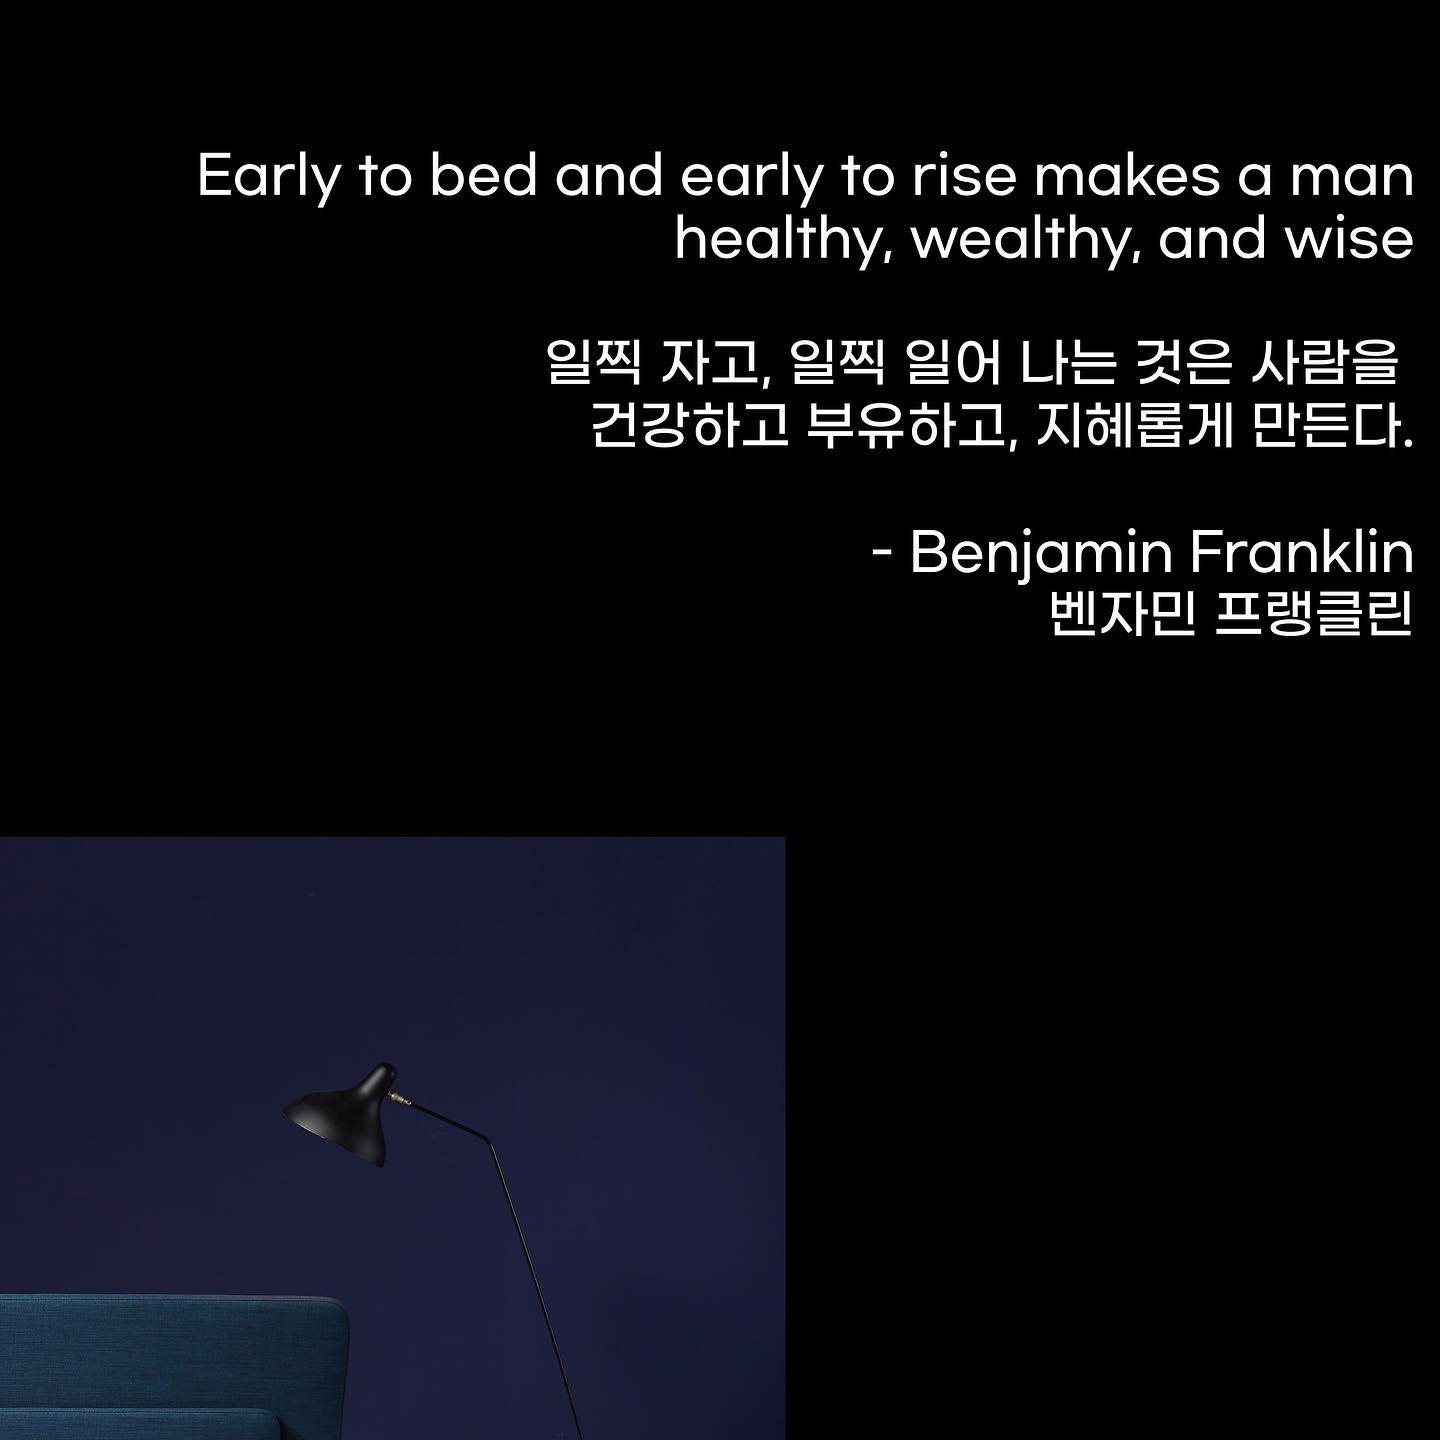 Early to bed and early to rise makes a man
healthy, wealthy, and wise
일찍 자고, 일찍 일어 나는 것은 사람을
건강하고 부유하고, 지혜롭게 만든다.
- Benjamin Franklin
벤자민 프랭클린